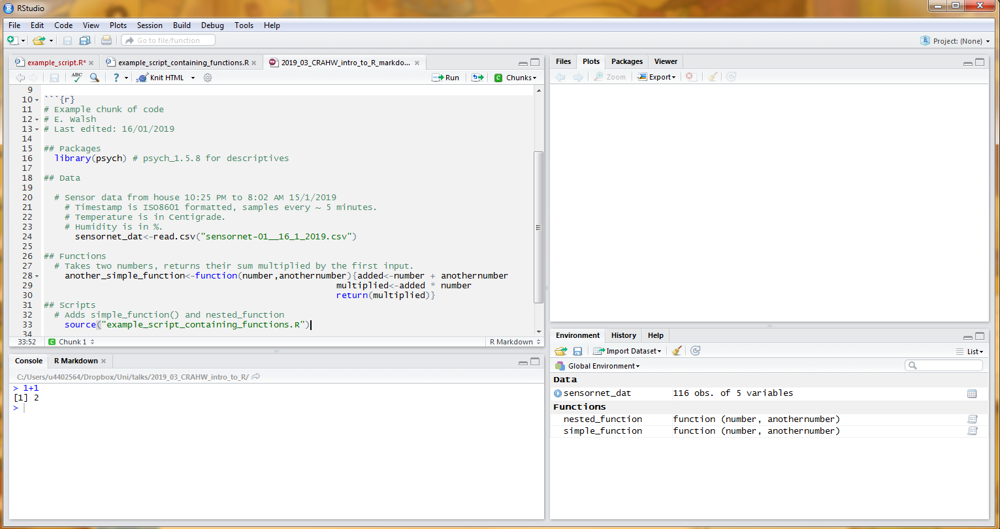 RStudio
File Edit Code View Plots Session Build Debug Tools Help
Go to file/function
Project: (None)
example_script.R*
example_script_containing_functions.R
2019_03_CRAHW_intro_to_R_markdo...
ABC
Knit HTML
Run
Chunks
9
10 ```{r}
11 # Example chunk of code
12 # E. Walsh
13 # Last edited: 16/01/2019
14
15 ## Packages
16 library(psych) # psych_1.5.8 for descriptives
17
18 ## Data
19
20 # Sensor data from house 10:25 PM to 8:02 AM 15/1/2019
21 # Timestamp is ISO8601 formatted, samples every ~ 5 minutes.
22 # Temperature is in Centigrade.
23 # Humidity is in %.
24 sensornet_dat<-read.csv("sensornet-01__16_1_2019.csv")
25
26 ## Functions
27 # Takes two numbers, returns their sum multiplied by the first input.
28 another_simple_function<-function(number,anothernumber){added<-number + anothernumber
29 multiplied<-added * number
30 return(multiplied)}
31 ## Scripts
32 # Adds simple_function() and nested_function
33 source("example_script_containing_functions.R")
34
33:52 C Chunk 1 R Markdown
Console R Markdown
C:/Users/u4402564/Dropbox/Uni/talks/2019_03_CRAHW_intro_to_R/
> 1+1
[1] 2
>
Files Plots Packages Viewer
Zoom Export
Environment History Help
Import Dataset
List
Global Environment
Data
sensornet_dat 116 obs. of 5 variables
Functions
nested_function function (number, anothernumber)
simple_function function (number, anothernumber)